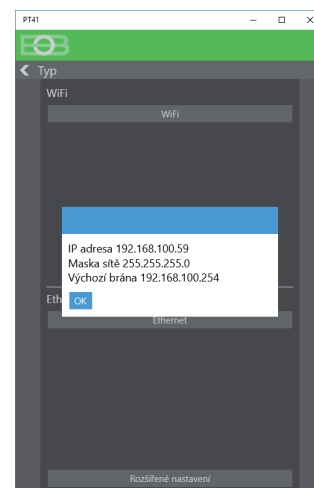 PT41
EOB
Typ
WiFi
WiFi
IP adresa 192.168.100.59
Maska sítě 255.255.255.0
Výchozí brána 192.168.100.254
Eth
OK
Ethernet
Rozšířené nastavení